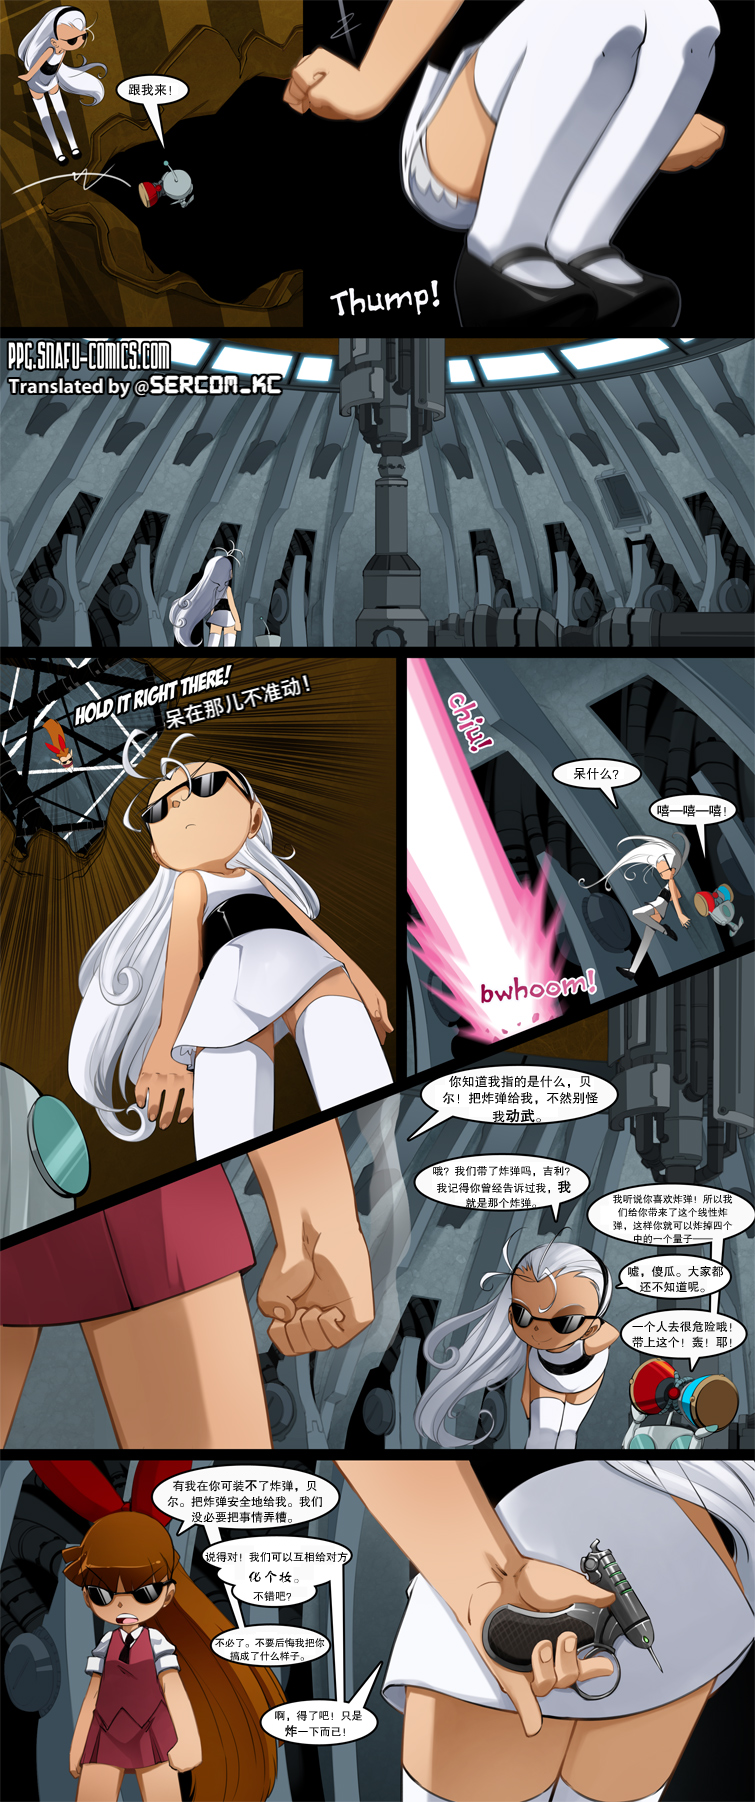 跟我来！
Thump!
PPG.SNAFU-COMICS.COM
Translated by @SERCOM_KC
HOLD IT RIGHT THERE!
呆在那儿不准动！
chiu!
呆什么？
嘻—嘻—嘻！
bwhoom!
你知道我指的是什么，贝
尔！把炸弹给我，不然别怪
我动武。
哦？我们带了炸弹吗，吉利？
我记得你曾经告诉过我，我
就是那个炸弹。
我听说你喜欢炸弹！所以我
们给你带来了这个线性炸
弹，这样你就可以炸掉四个
中的一个量子——
嘘，傻瓜。大家都
还不知道呢。
一个人去很危险哦！
带上这个！轰！耶！
有我在你可装不了炸弹，贝
尔。把炸弹安全地给我。我们
没必要把事情弄糟。
说得对！我们可以互相给对方
化个妆。
不错吧？
不必了。不要后悔我把你
搞成了什么样子。
啊，得了吧！只是
炸一下而已！